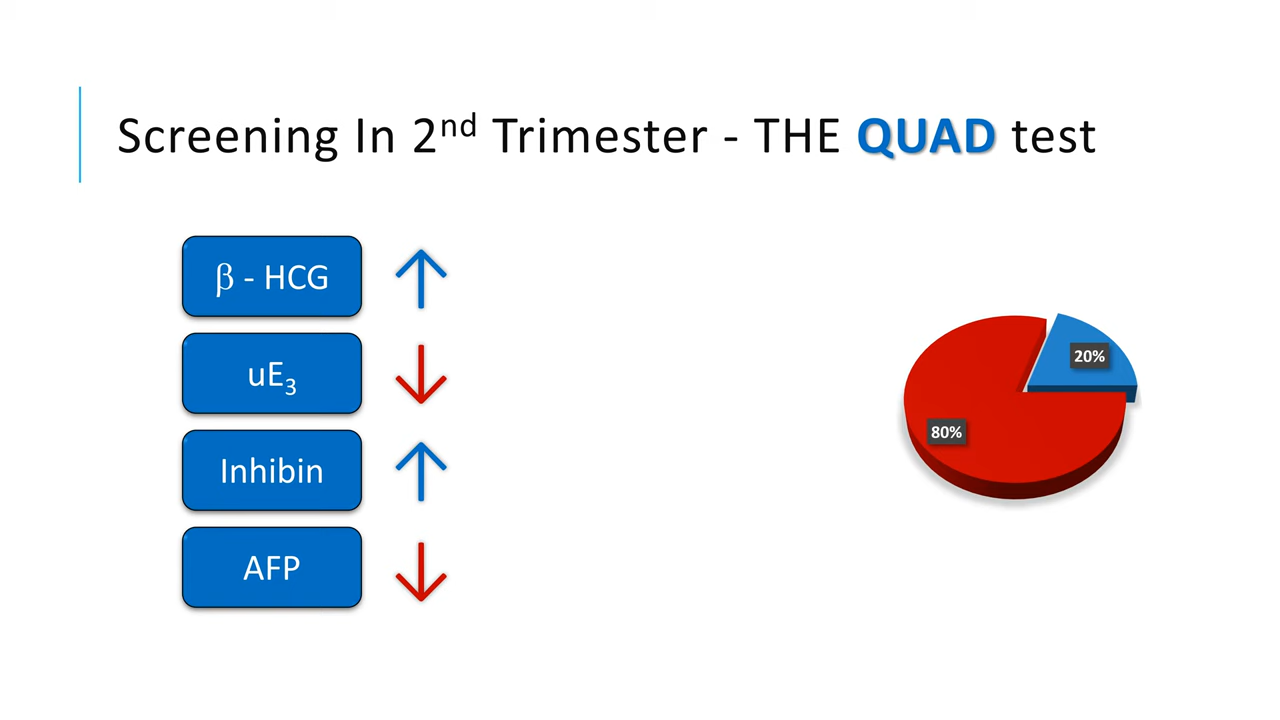 Screening In 2nd Trimester - THE QUAD test
β - HCG
uE3
Inhibin
AFP
20%
80%